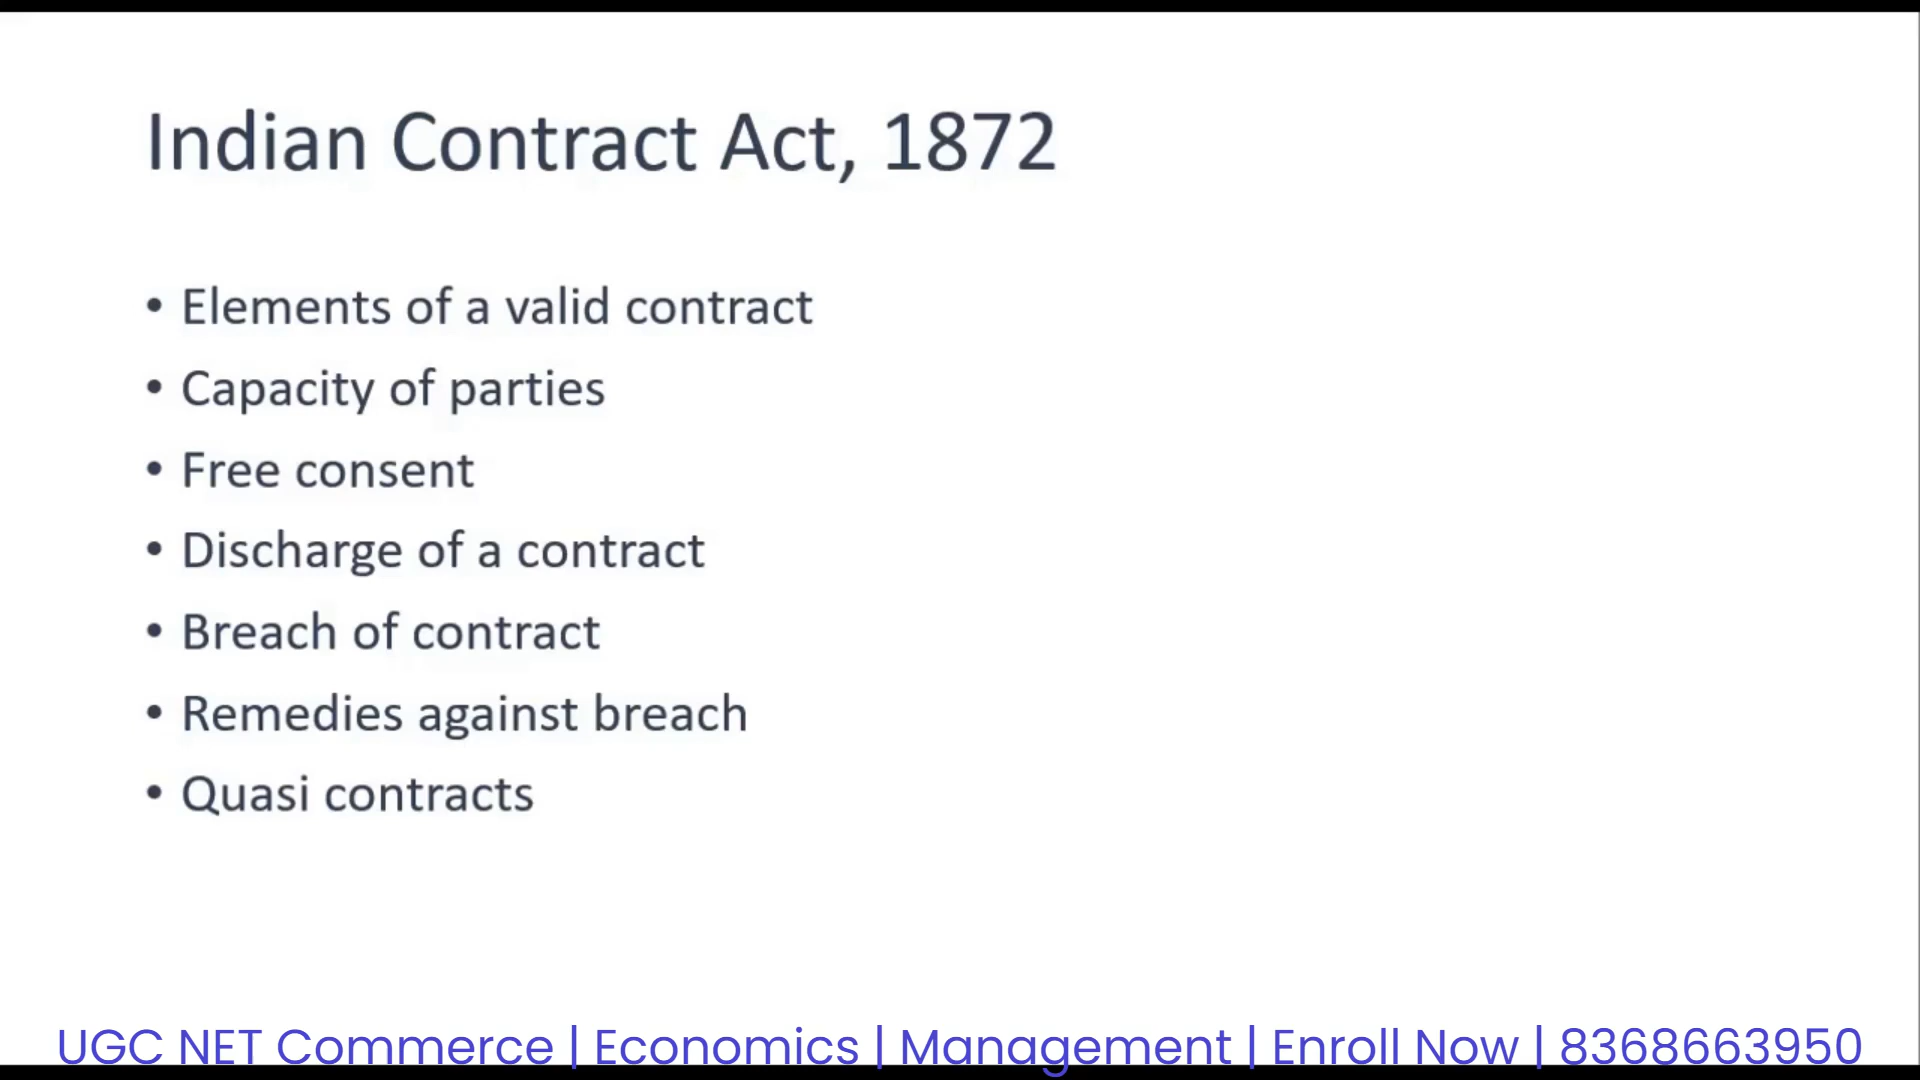 Indian Contract Act, 1872
• Elements of a valid contract
• Capacity of parties
• Free consent
• Discharge of a contract
• Breach of contract
• Remedies against breach
• Quasi contracts
UGC NET Commerce | Economics | Management | Enroll Now | 8368663950